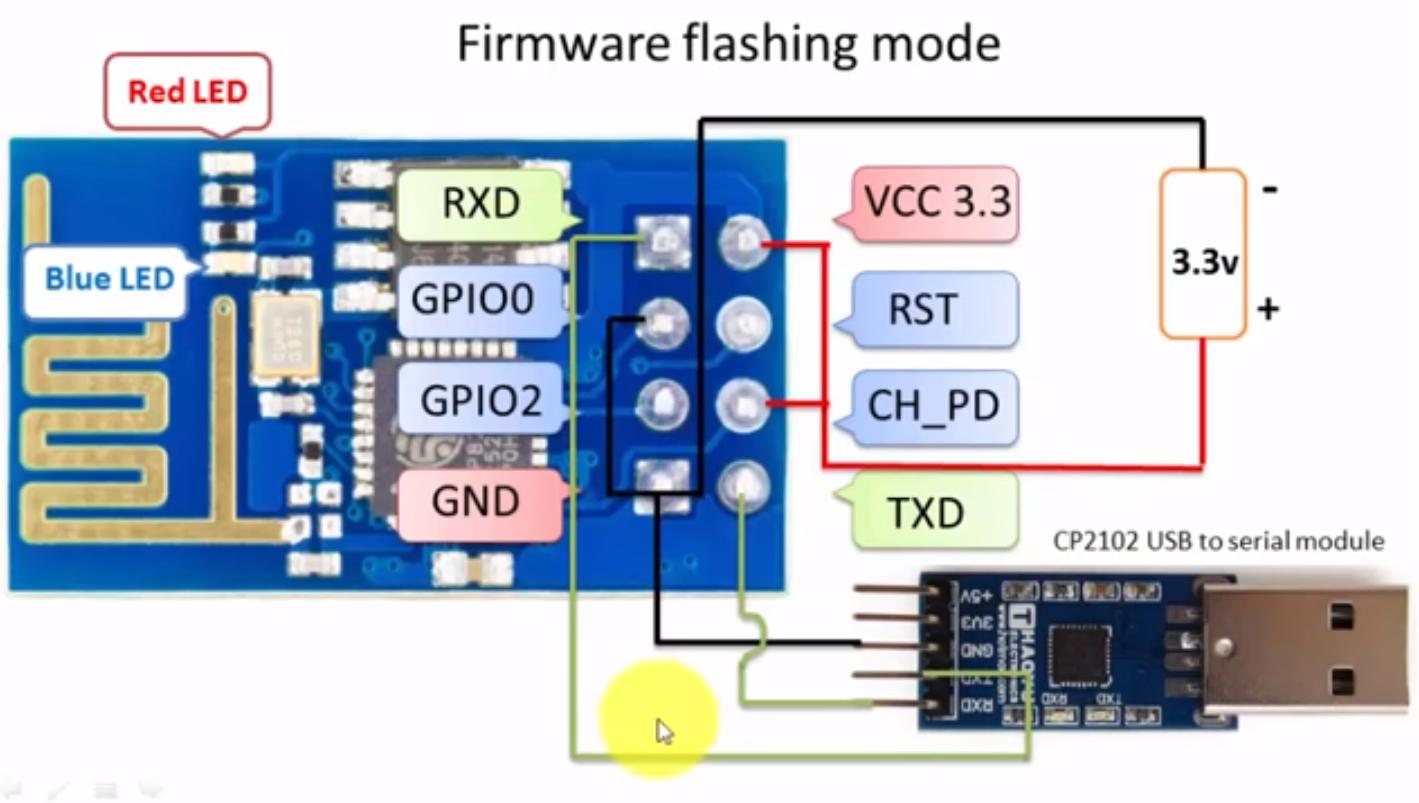 Firmware flashing mode
Red LED
RXD
VCC 3.3
-
Blue LED
GPIO0
RST
3.3v
+
GPIO2
CH_PD
GND
TXD
CP2102 USB to serial module
+5V
3V3
GND
TXD
RXD
RXD
TXD